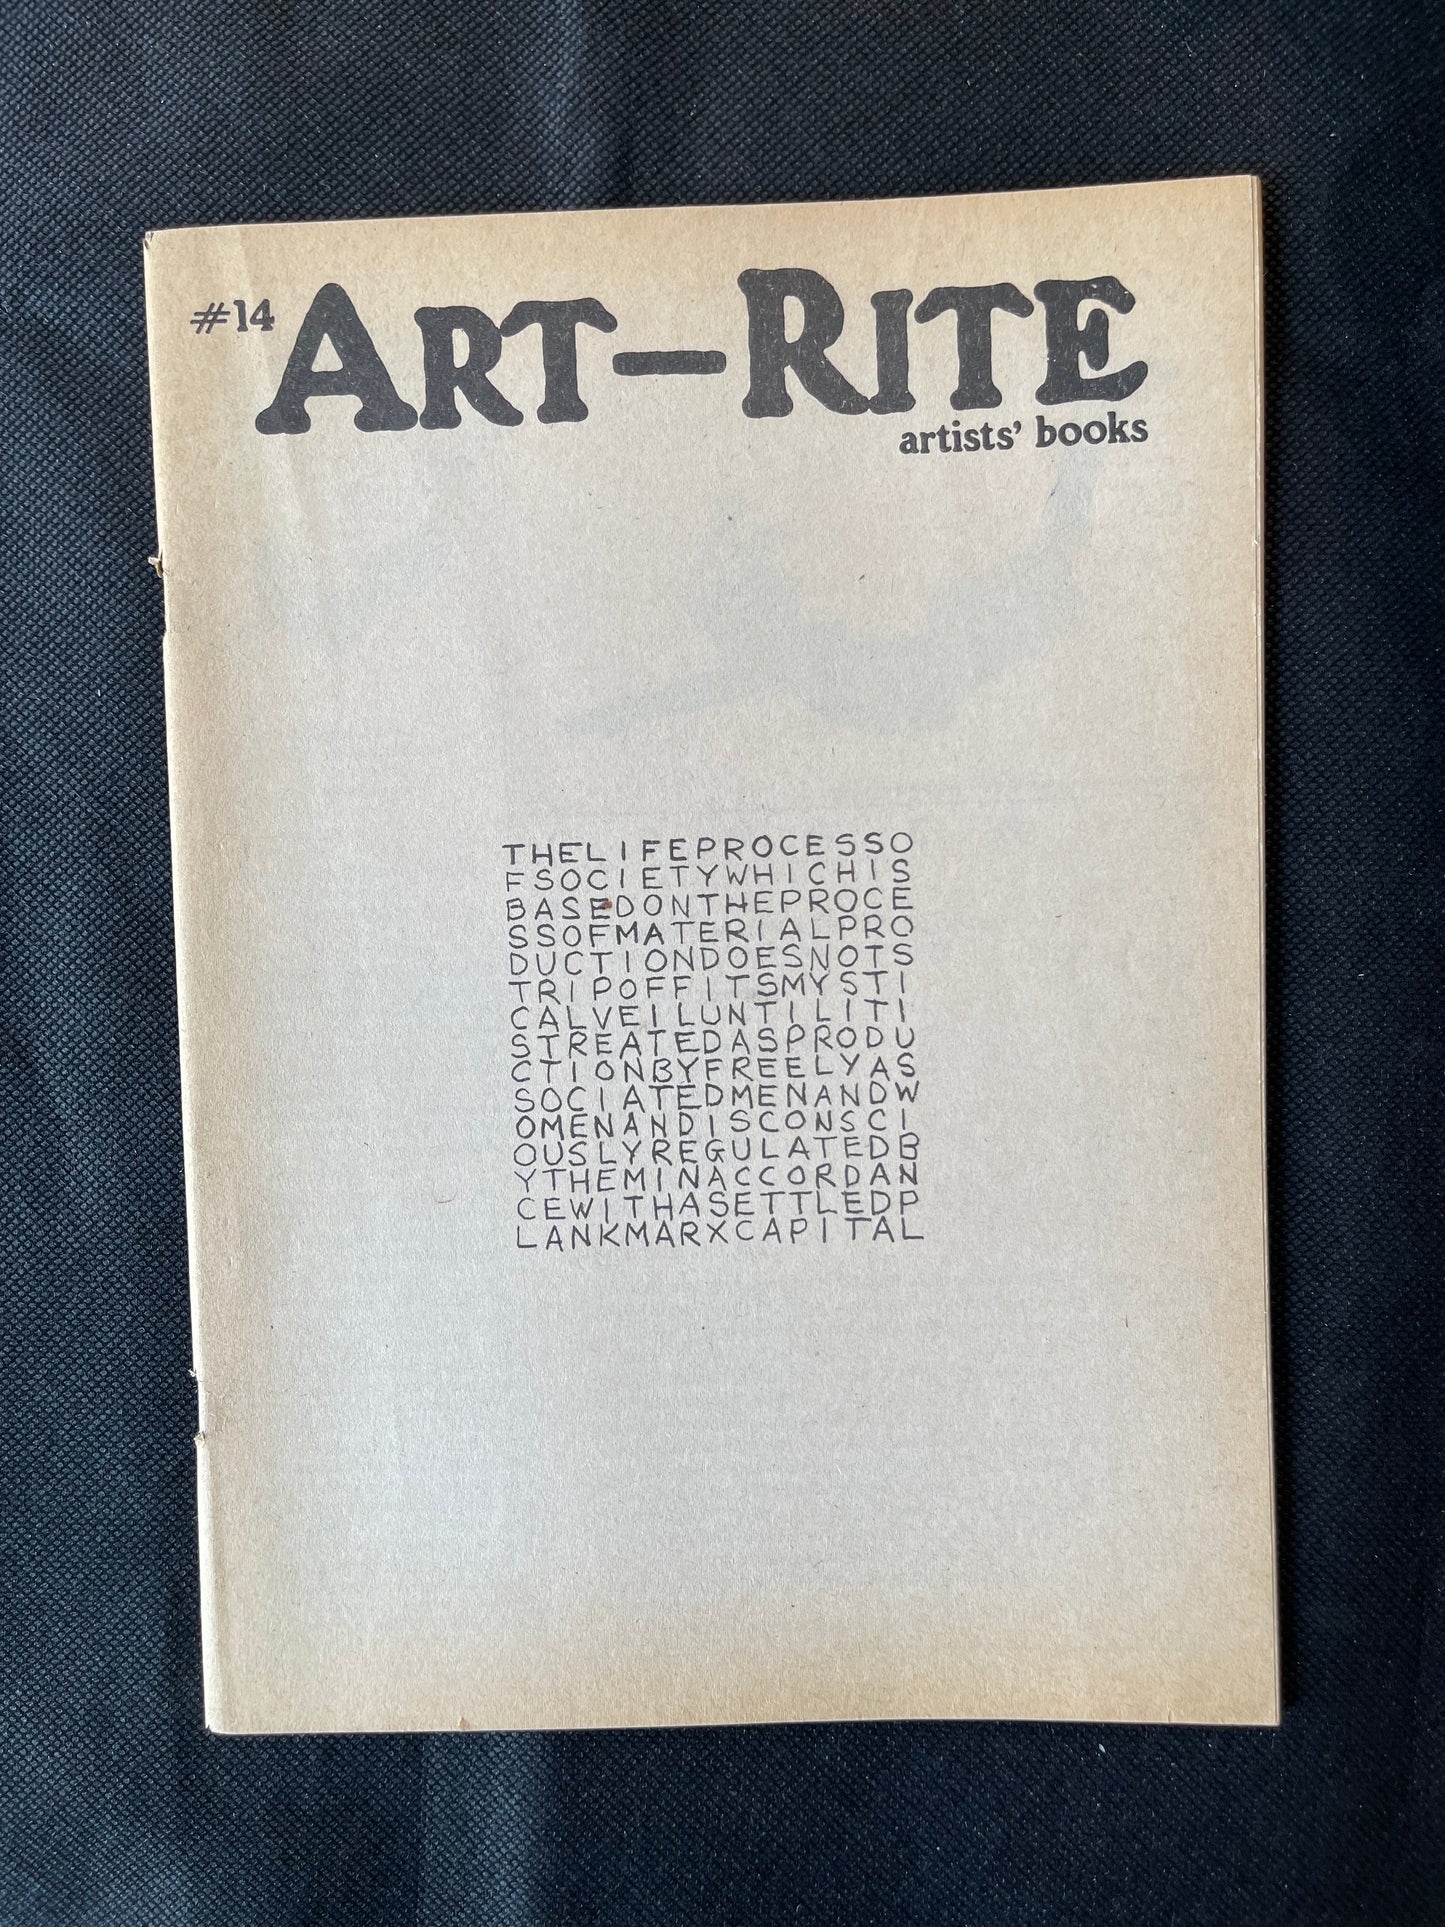 #14 ART-RITE
artists' books
THELIFEPROCESSO
FSOCIETYWHICHIS
BASEDONTHEPROCE
SSOFMATERIALPRO
DUCTIONDOESNOTS
TRIPOFFITSMYSTI
CALVEILUNTILITI
STREATEDASPRODU
CTIONBYFREELYAS
SOCIATEDMENANDW
OMENANDISCONSCI
OUSLYREGULATEDB
YTHEMINACCORDAN
CEWITHASETTLEDP
LANKMARXCAPITAL